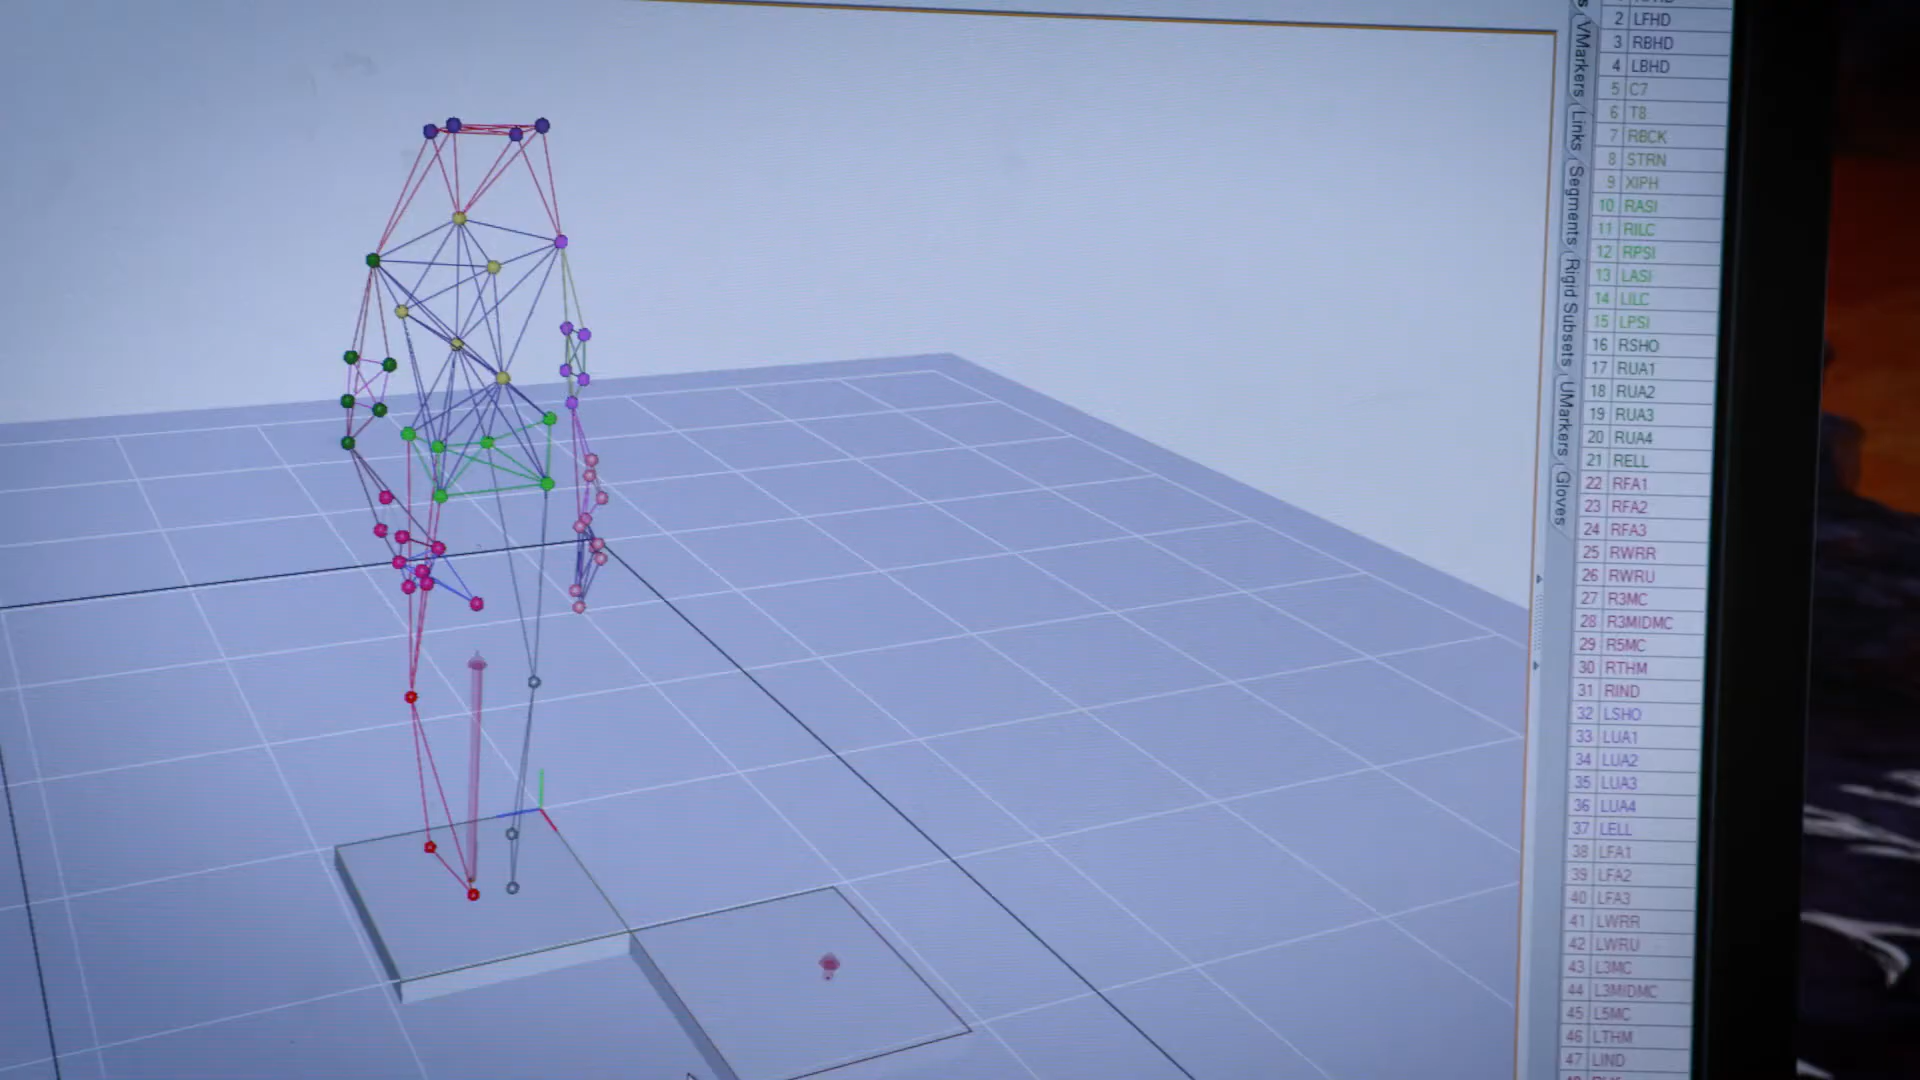 2 LFHD
3 RBHD
4 LBHD
5 C7
6 T8
7 RBCK
8 STRN
9 XIPH
10 RASI
11 RILC
12 RPSI
13 LASI
14 LILC
15 LPSI
16 RSHO
17 RUA1
18 RUA2
19 RUA3
20 RUA4
21 RELL
22 RFA1
23 RFA2
24 RFA3
25 RWRR
26 RWRU
27 R3MC
28 R3MIDMC
29 R5MC
30 RTHM
31 RIND
32 LSHO
33 LUA1
34 LUA2
35 LUA3
36 LUA4
37 LELL
38 LFA1
39 LFA2
40 LFA3
41 LWRR
42 LWRU
43 L3MC
44 L3MIDMC
45 L5MC
46 LTHM
47 LIND
VMarkers
Links
Segments
Rigid Subsets
UMarkers
Gloves